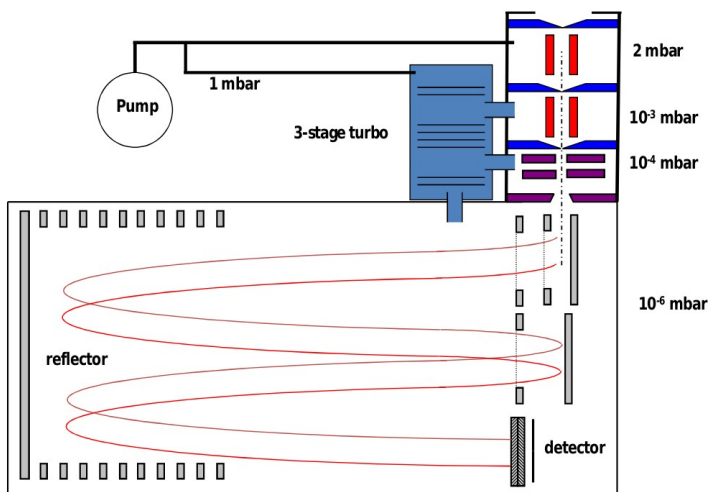 2 mbar
Pump
1 mbar
3-stage turbo
10⁻³ mbar
10⁻⁴ mbar
10⁻⁶ mbar
reflector
detector